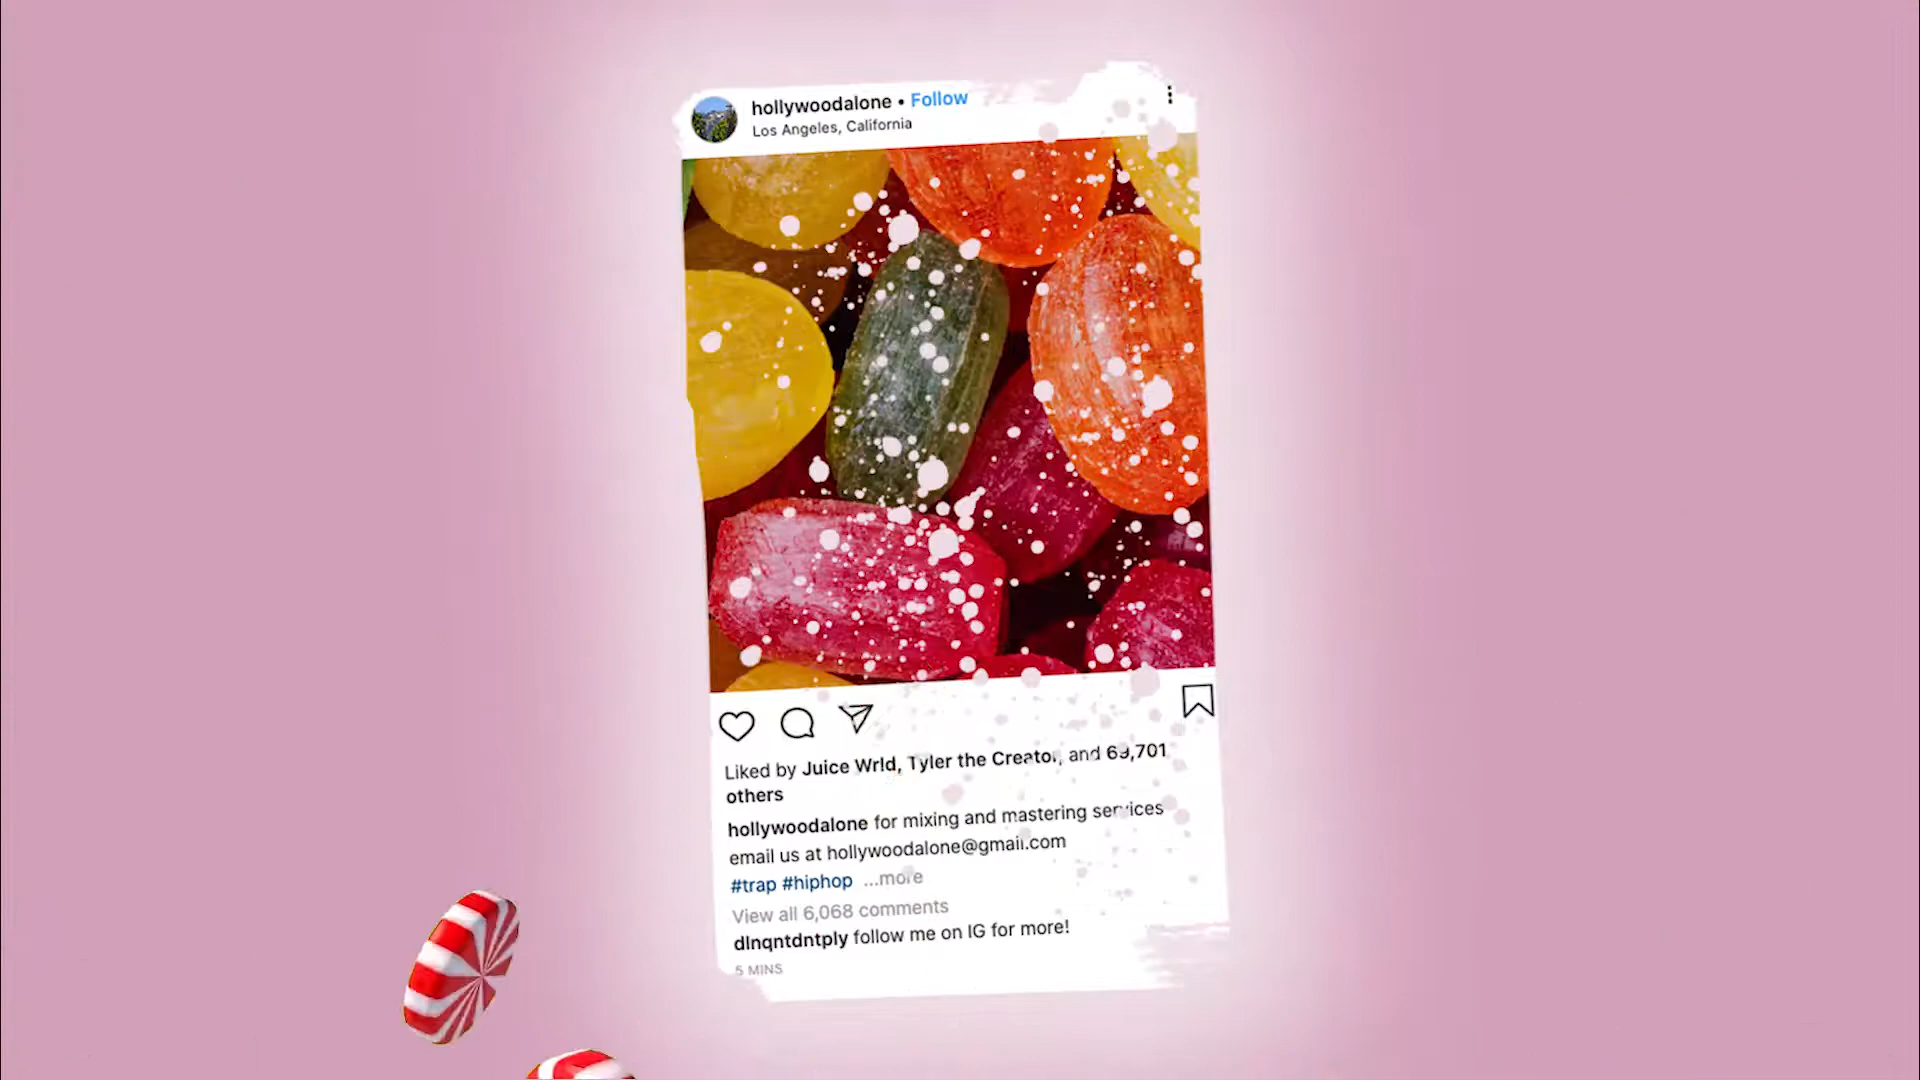 hollywoodalone • Follow
Los Angeles, California
Liked by Juice Wrld, Tyler the Creator, and 69,701
others
hollywoodalone for mixing and mastering services
email us at hollywoodalone@gmail.com
#trap #hiphop ...more
View all 6,068 comments
dlnqntdntply follow me on IG for more!
5 MINS